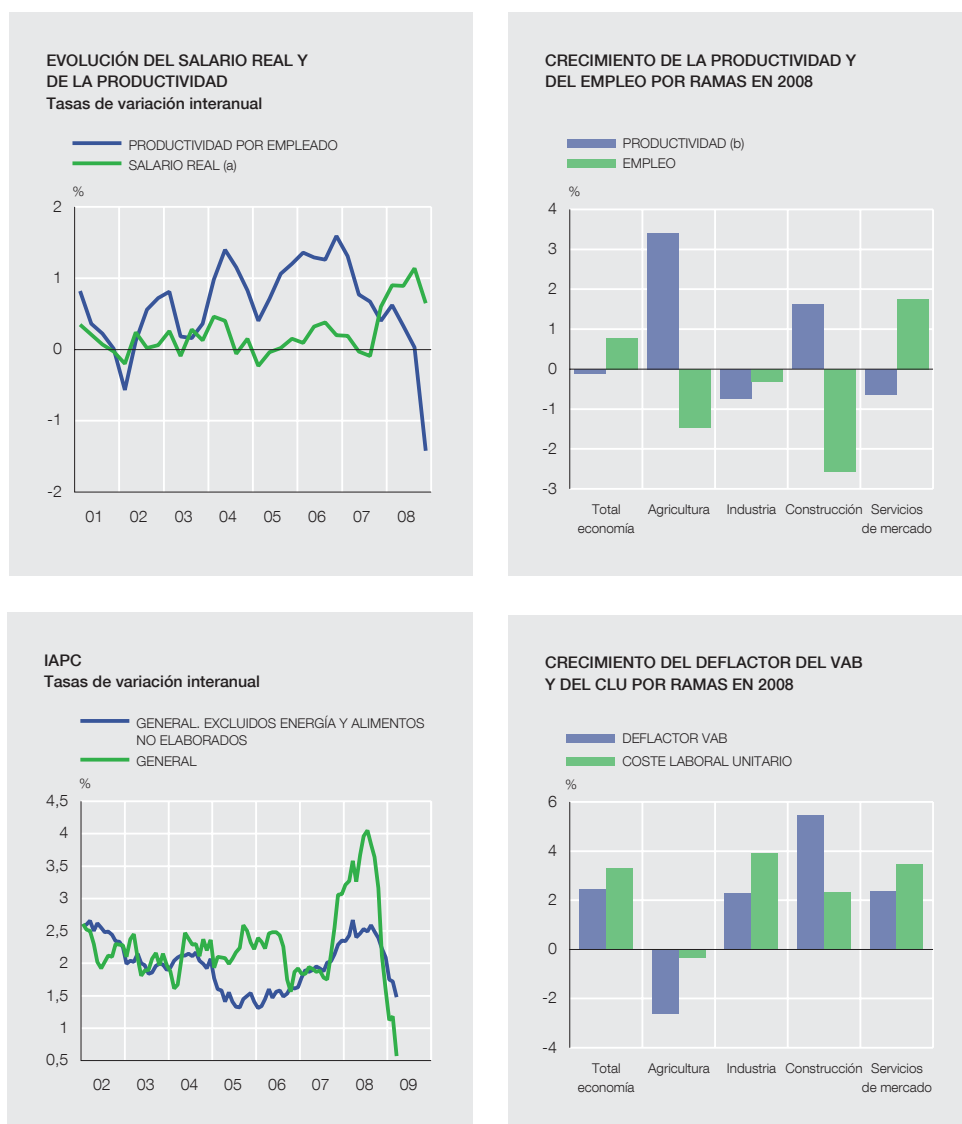 EVOLUCIÓN DEL SALARIO REAL Y
DE LA PRODUCTIVIDAD
Tasas de variación interanual
PRODUCTIVIDAD POR EMPLEADO
SALARIO REAL (a)
%
2
1
0
-1
-2
01 02 03 04 05 06 07 08
CRECIMIENTO DE LA PRODUCTIVIDAD Y
DEL EMPLEO POR RAMAS EN 2008
PRODUCTIVIDAD (b)
EMPLEO
%
4
3
2
1
0
-1
-2
-3
Total Agricultura Industria Construcción Servicios
economía de mercado
IAPC
Tasas de variación interanual
GENERAL. EXCLUIDOS ENERGÍA Y ALIMENTOS
NO ELABORADOS
GENERAL
%
4,5
4
3,5
3
2,5
2
1,5
1
0,5
02 03 04 05 06 07 08 09
CRECIMIENTO DEL DEFLACTOR DEL VAB
Y DEL CLU POR RAMAS EN 2008
DEFLACTOR VAB
COSTE LABORAL UNITARIO
%
6
4
2
0
-2
-4
Total Agricultura Industria Construcción Servicios
economía de mercado